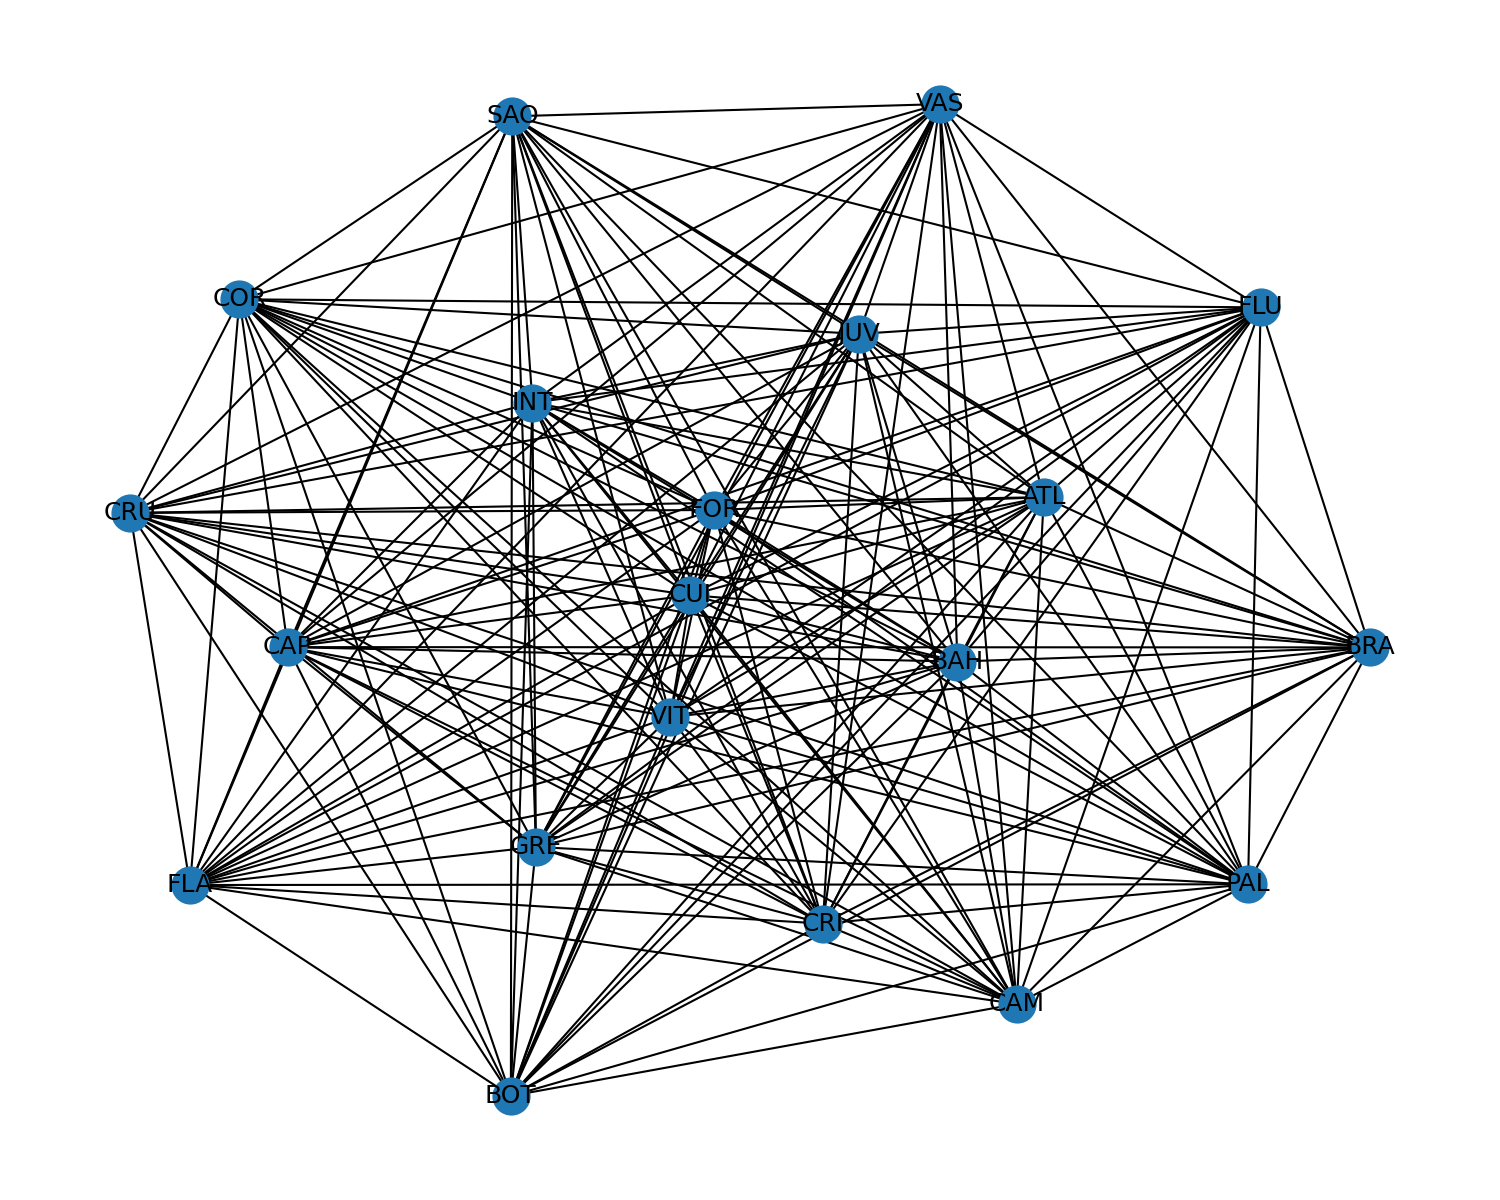 VAS
SAO
COR
FLU
JUV
INT
ATL
FOR
CRU
CUI
CAP
BRA
BAH
VIT
GRE
FLA
PAL
CRI
CAM
BOT